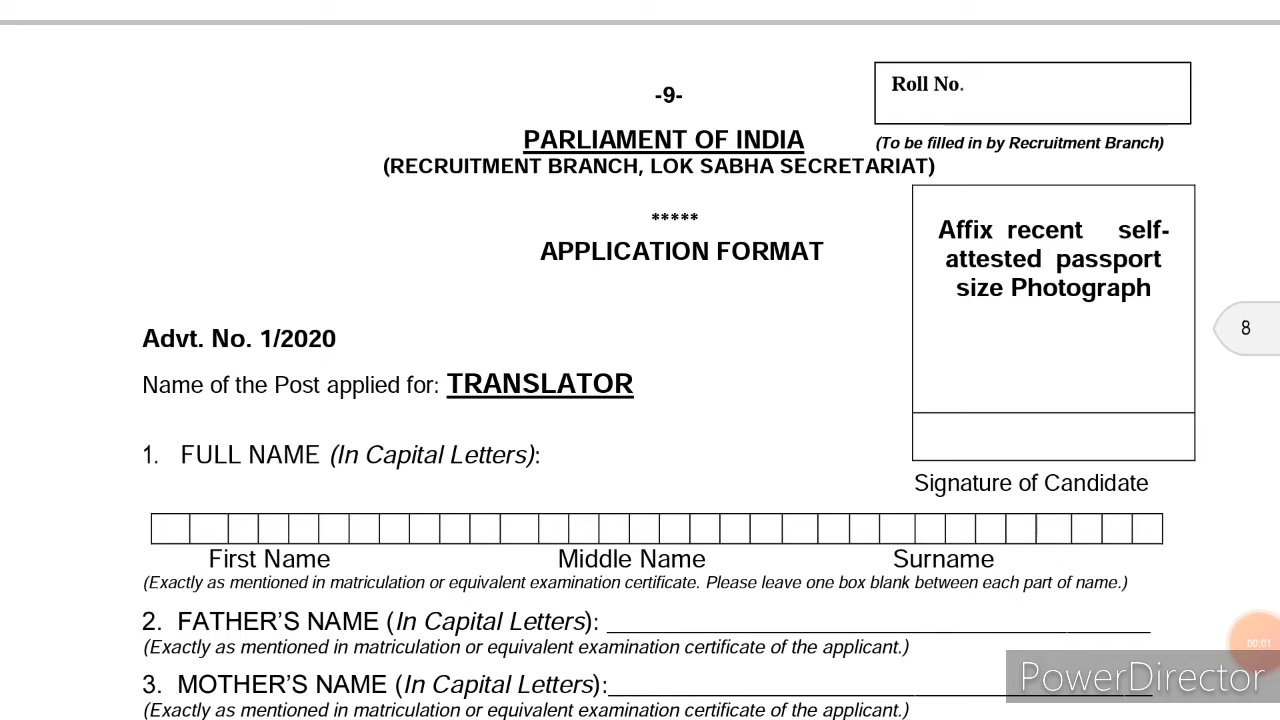 -9-
Roll No.
(To be filled in by Recruitment Branch)
PARLIAMENT OF INDIA
(RECRUITMENT BRANCH, LOK SABHA SECRETARIAT)
*****
APPLICATION FORMAT
Affix recent self-
attested passport
size Photograph
Signature of Candidate
Advt. No. 1/2020
8
Name of the Post applied for: TRANSLATOR
1. FULL NAME (In Capital Letters):
First Name Middle Name Surname
(Exactly as mentioned in matriculation or equivalent examination certificate. Please leave one box blank between each part of name.)
2. FATHER’S NAME (In Capital Letters):
(Exactly as mentioned in matriculation or equivalent examination certificate of the applicant.)
00:01
3. MOTHER’S NAME (In Capital Letters):
(Exactly as mentioned in matriculation or equivalent examination certificate of the applicant.)
PowerDirector